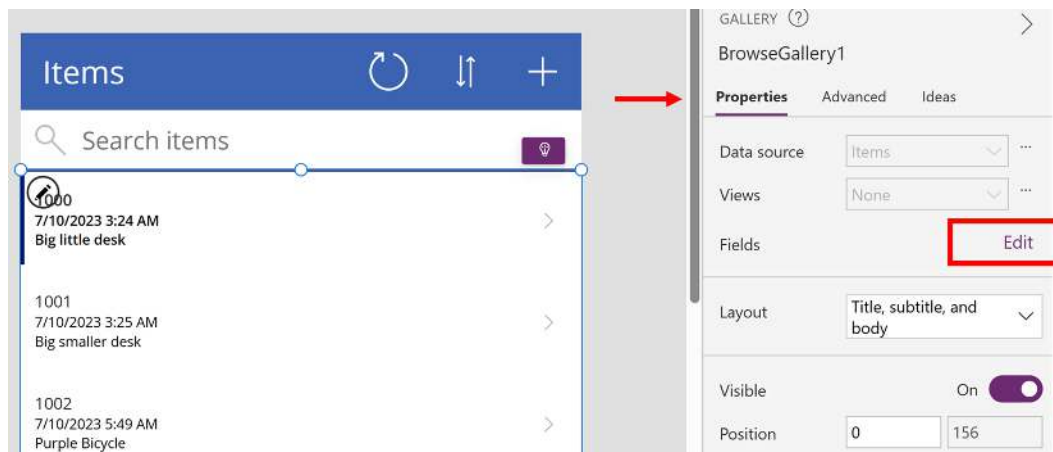 Items
Search items
1000
7/10/2023 3:24 AM
Big little desk
1001
7/10/2023 3:25 AM
Big smaller desk
1002
7/10/2023 5:49 AM
Purple Bicycle
GALLERY
BrowseGallery1
Properties Advanced Ideas
Data source Items ...
Views None ...
Fields Edit
Layout Title, subtitle, and
body
Visible On
Position 0 156